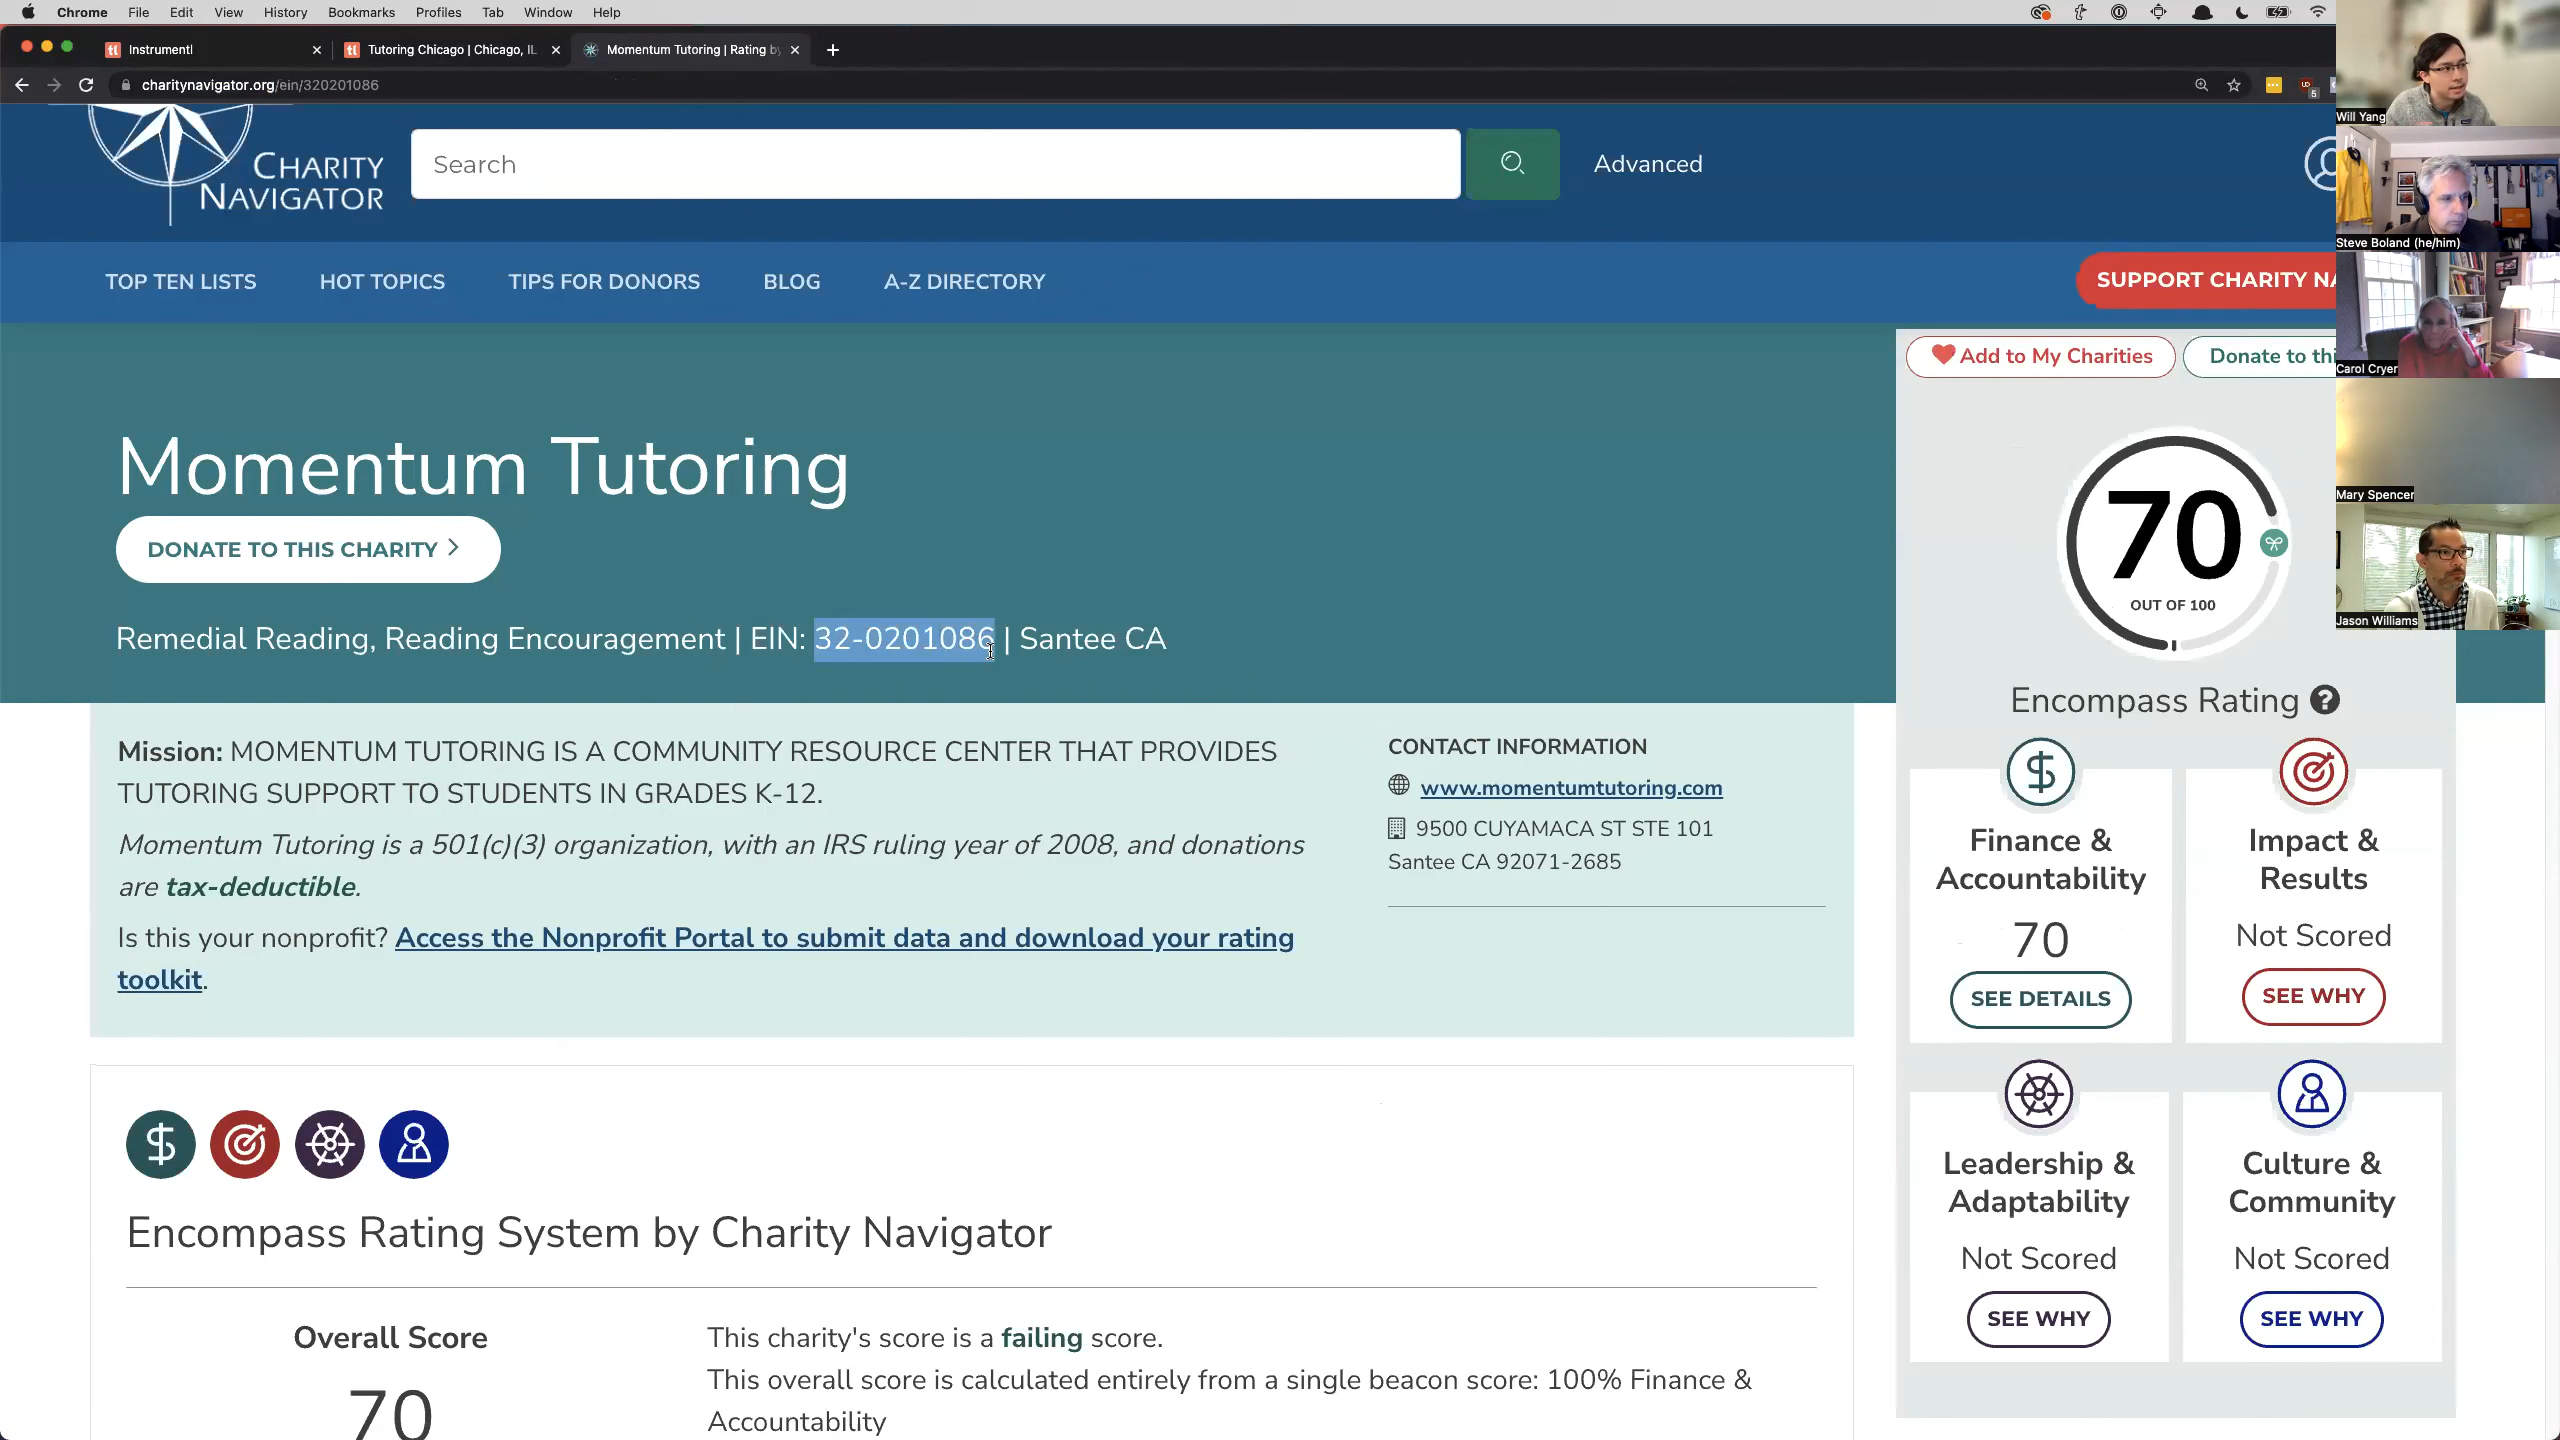 Chrome File Edit View History Bookmarks Profiles Tab Window Help
Instrumentl
Tutoring Chicago | Chicago, IL
Momentum Tutoring | Rating by
charitynavigator.org/ein/320201086
5
CHARITY
NAVIGATOR
Search
Advanced
TOP TEN LISTS HOT TOPICS TIPS FOR DONORS BLOG A-Z DIRECTORY
SUPPORT CHARITY NA
Add to My Charities
Donate to thi
Momentum Tutoring
DONATE TO THIS CHARITY
Remedial Reading, Reading Encouragement | EIN: 32-0201086 | Santee CA
Mission: MOMENTUM TUTORING IS A COMMUNITY RESOURCE CENTER THAT PROVIDES
TUTORING SUPPORT TO STUDENTS IN GRADES K-12.
Momentum Tutoring is a 501(c)(3) organization, with an IRS ruling year of 2008, and donations
are tax-deductible.
Is this your nonprofit? Access the Nonprofit Portal to submit data and download your rating
toolkit.
CONTACT INFORMATION
www.momentumtutoring.com
9500 CUYAMACA ST STE 101
Santee CA 92071-2685
70
OUT OF 100
Encompass Rating ?
Finance &
Accountability
70
SEE DETAILS
Impact &
Results
Not Scored
SEE WHY
Leadership &
Adaptability
Not Scored
SEE WHY
Culture &
Community
Not Scored
SEE WHY
Encompass Rating System by Charity Navigator
Overall Score
70
This charity's score is a failing score.
This overall score is calculated entirely from a single beacon score: 100% Finance &
Accountability
Will Yang
Steve Boland (he/him)
Carol Cryer
Mary Spencer
Jason Williams